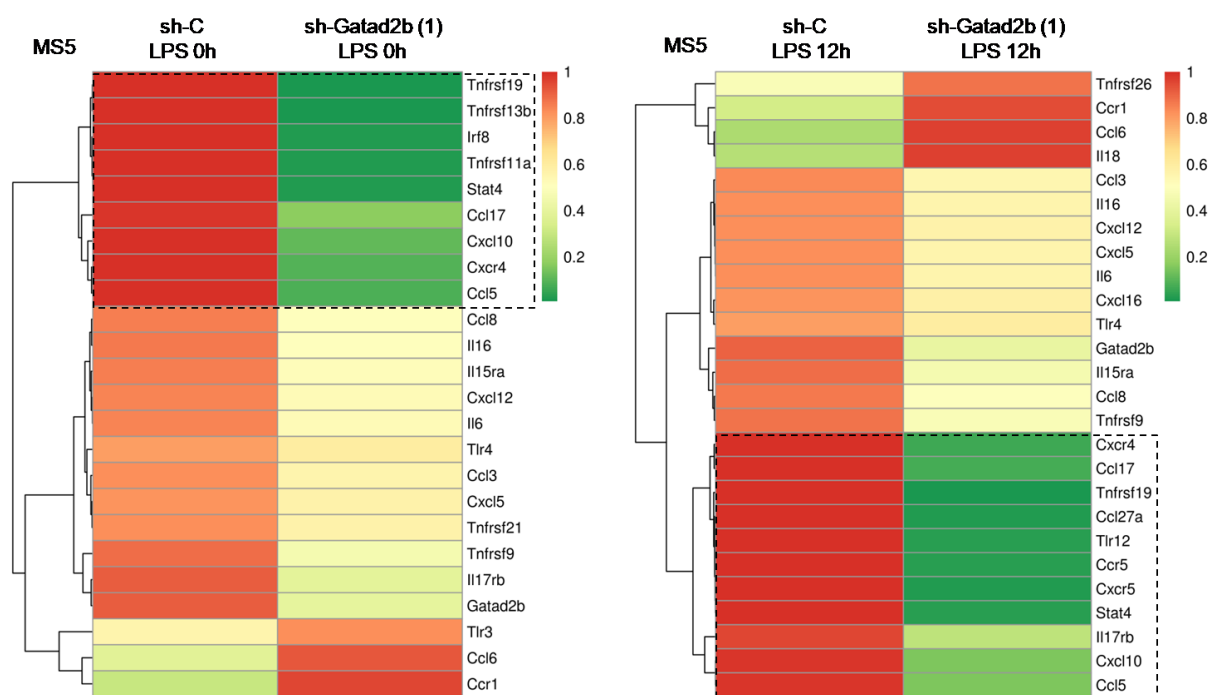 MS5
sh-C
LPS 0h
sh-Gatad2b (1)
LPS 0h
Tnfrsf19
Tnfrsf13b
Irf8
Tnfrsf11a
Stat4
Ccl17
Cxcl10
Cxcr4
Ccl5
Ccl8
Il16
Il15ra
Cxcl12
Il6
Tlr4
Ccl3
Cxcl5
Tnfrsf21
Tnfrsf9
Il17rb
Gatad2b
Tlr3
Ccl6
Ccr1
1
0.8
0.6
0.4
0.2
MS5
sh-C
LPS 12h
sh-Gatad2b (1)
LPS 12h
Tnfrsf26
Ccr1
Ccl6
Il18
Ccl3
Il16
Cxcl12
Cxcl5
Il6
Cxcl16
Tlr4
Gatad2b
Il15ra
Ccl8
Tnfrsf9
Cxcr4
Ccl17
Tnfrsf19
Ccl27a
Tlr12
Ccr5
Cxcr5
Stat4
Il17rb
Cxcl10
Ccl5
1
0.8
0.6
0.4
0.2